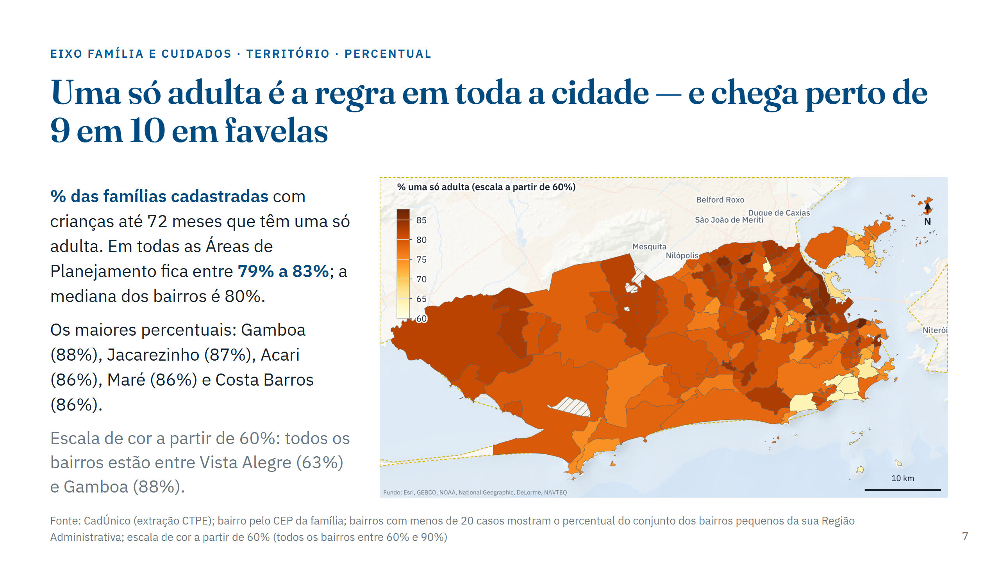 EIXO FAMÍLIA E CUIDADOS · TERRITÓRIO · PERCENTUAL
Uma só adulta é a regra em toda a cidade — e chega perto de
9 em 10 em favelas
% das famílias cadastradas com
crianças até 72 meses que têm uma só
adulta. Em todas as Áreas de
Planejamento fica entre 79% a 83%; a
mediana dos bairros é 80%.
Os maiores percentuais: Gamboa
(88%), Jacarezinho (87%), Acari
(86%), Maré (86%) e Costa Barros
(86%).
Escala de cor a partir de 60%: todos os
bairros estão entre Vista Alegre (63%)
e Gamboa (88%).
% uma só adulta (escala a partir de 60%)
85
80
75
70
65
60
Belford Roxo
Duque de Caxias
São João de Meriti
Mesquita
Nilópolis
N
Niterói
10 km
Fundo: Esri, GEBCO, NOAA, National Geographic, DeLorme, NAVTEQ
Fonte: CadÚnico (extração CTPE); bairro pelo CEP da família; bairros com menos de 20 casos mostram o percentual do conjunto dos bairros pequenos da sua Região
Administrativa; escala de cor a partir de 60% (todos os bairros entre 60% e 90%)
7